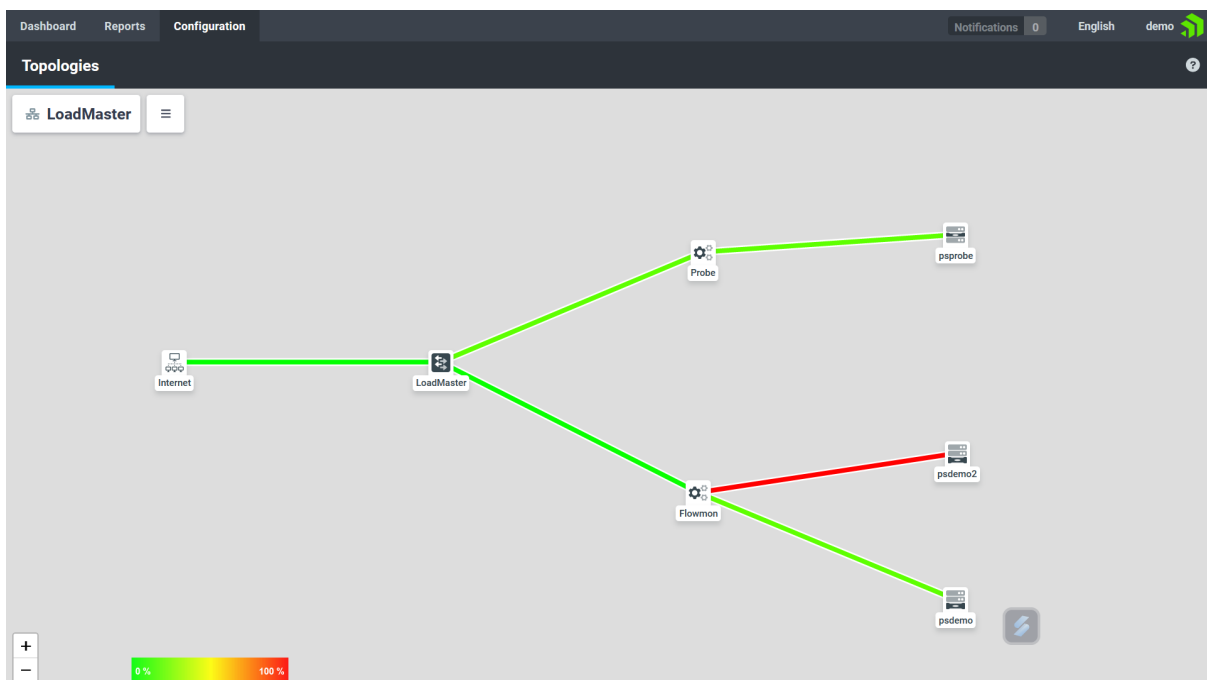 Dashboard Reports Configuration Notifications 0 English demo
Topologies ?
LoadMaster
psprobe
Probe
Internet
LoadMaster
psdemo2
Flowmon
psdemo
+
−
0 % 100 %